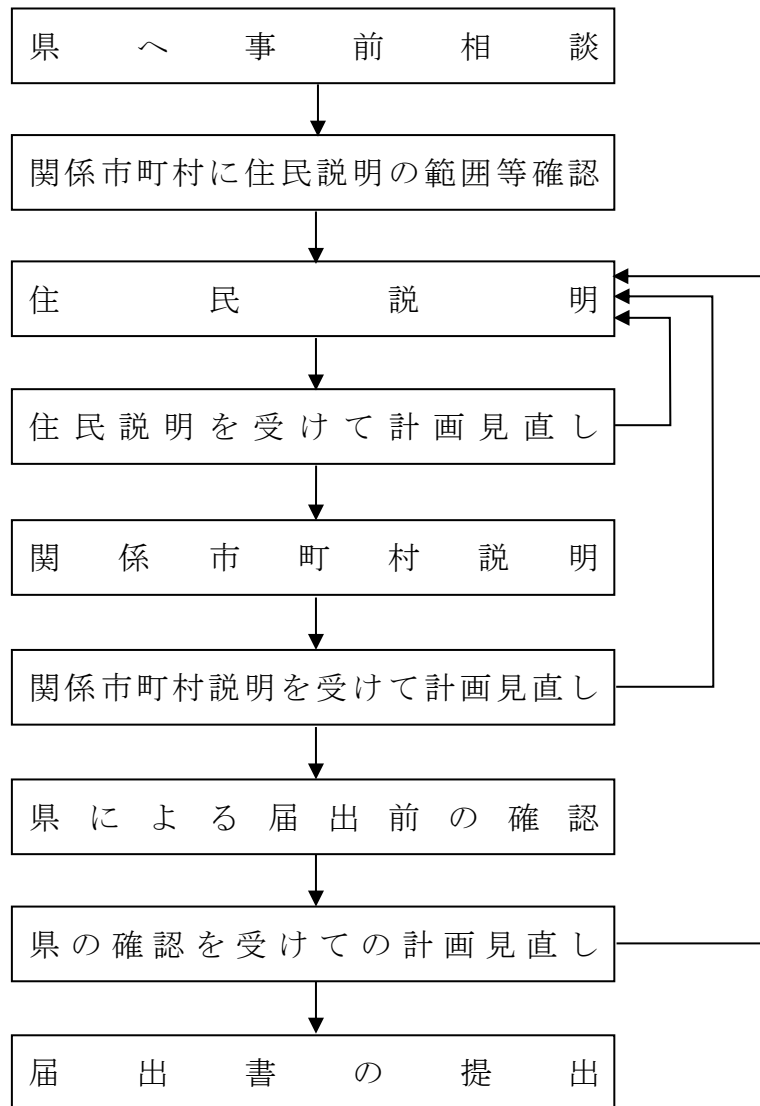 県へ事前相談
関係市町村に住民説明の範囲等確認
住民説明
住民説明を受けて計画見直し
関係市町村説明
関係市町村説明を受けて計画見直し
県による届出前の確認
県の確認を受けての計画見直し
届出書の提出